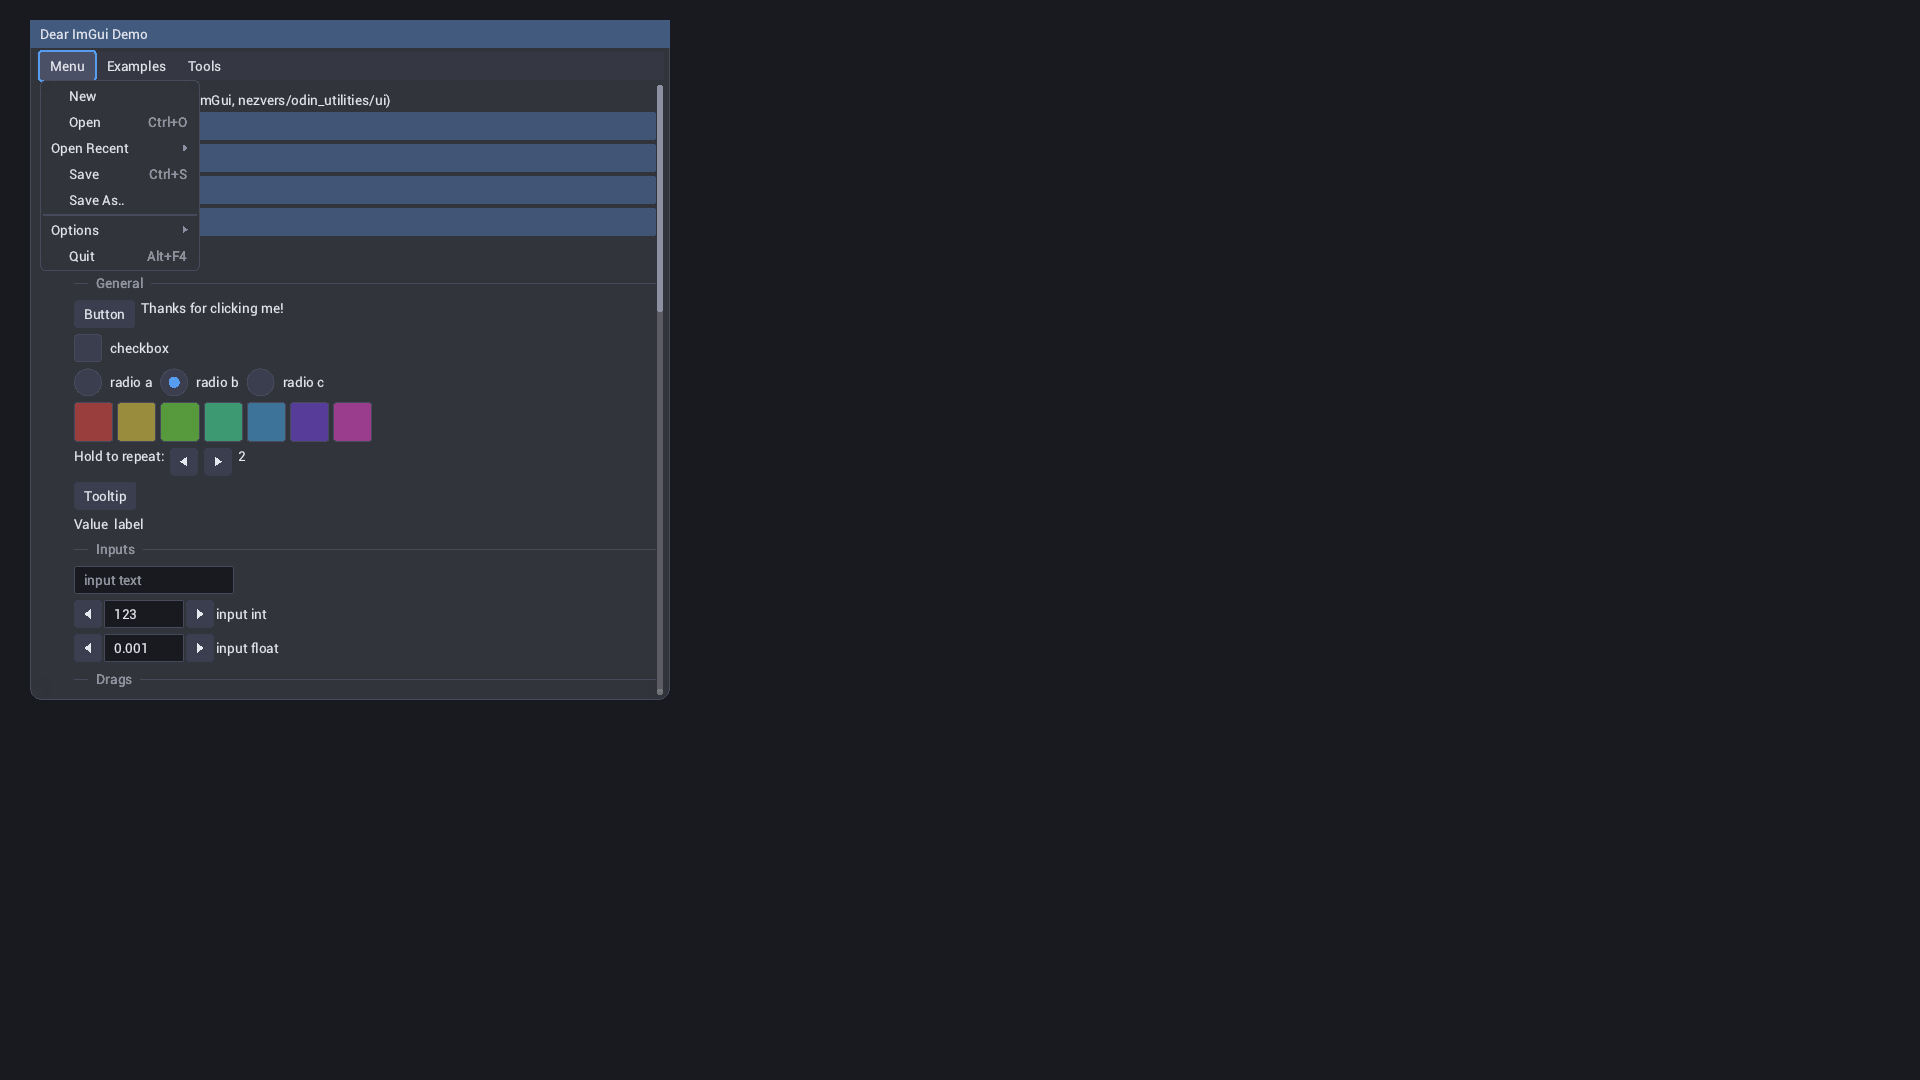 Dear ImGui Demo
Menu Examples Tools
New
Open Ctrl+O
Open Recent
Save Ctrl+S
Save As..
Options
Quit Alt+F4
mGui, nezvers/odin_utilities/ui)
General
Button Thanks for clicking me!
checkbox
radio a radio b radio c
Hold to repeat: 2
Tooltip
Value label
Inputs
input text
123 input int
0.001 input float
Drags